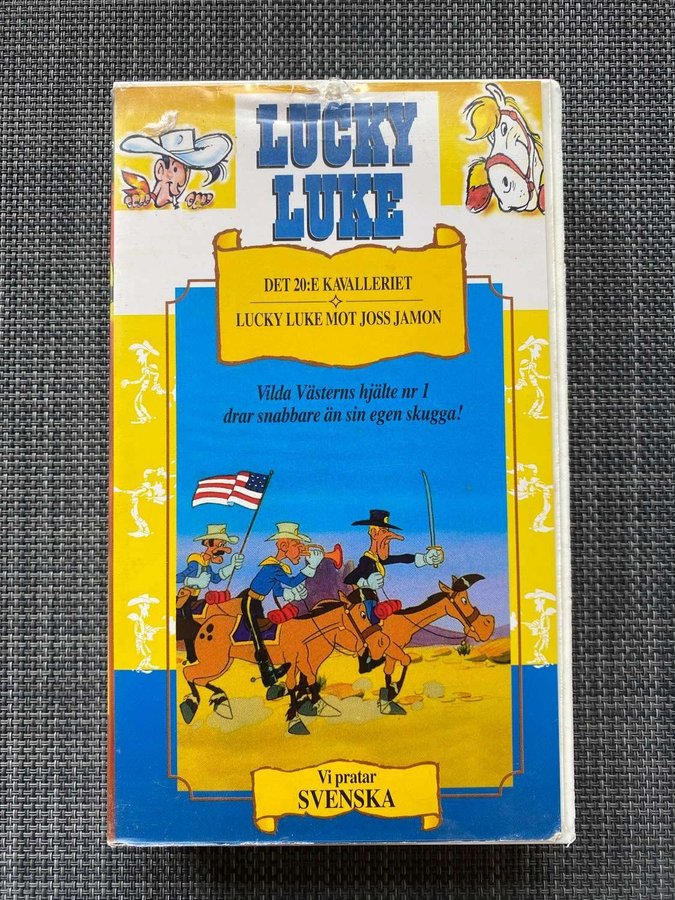 LUCKY
LUKE
DET 20:E KAVALLERIET
LUCKY LUKE MOT JOSS JAMON
Vilda Västerns hjälte nr 1
drar snabbare än sin egen skugga!
Vi pratar
SVENSKA